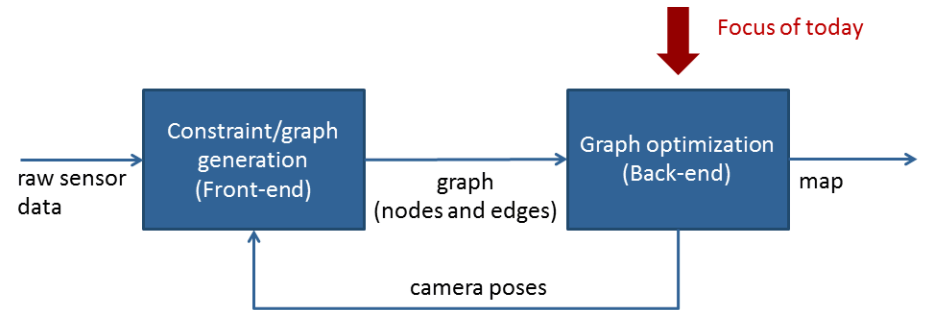 Focus of today
Constraint/graph
generation
(Front-end)
Graph optimization
(Back-end)
raw sensor
data
graph
(nodes and edges)
map
camera poses